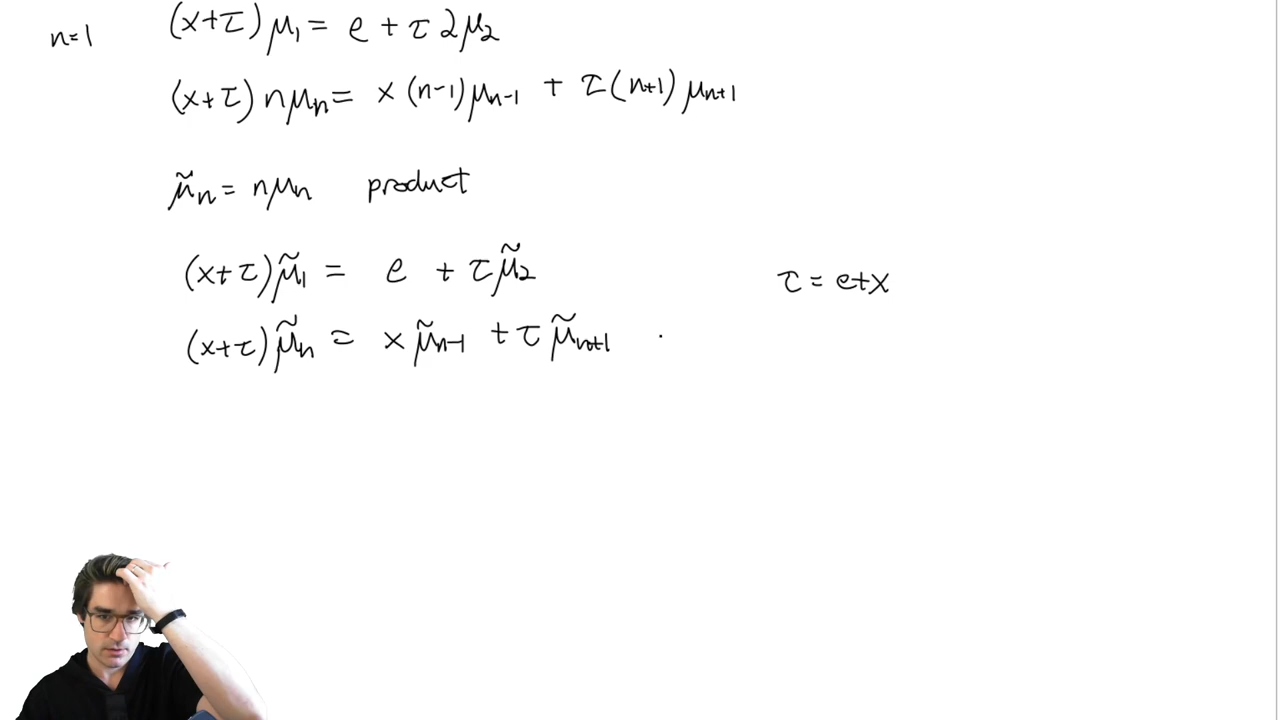 n=1 (x+τ)μ₁ = e + τ2μ₂
(x+τ)nμₙ = x(n-1)μₙ₋₁ + τ(n+1)μₙ₊₁
μ̃ₙ = nμₙ product
(x+τ)μ̃₁ = e + τμ̃₂ τ = e+x
(x+τ)μ̃ₙ = xμ̃ₙ₋₁ + τμ̃ₙ₊₁ .